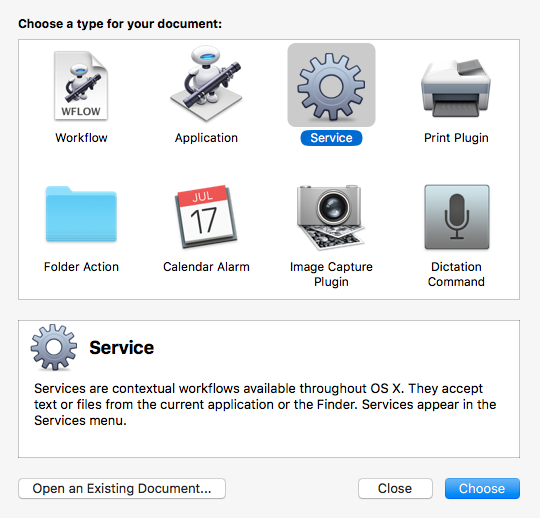 Choose a type for your document:
WFLOW
Workflow
Application
Service
Print Plugin
JUL
17
Folder Action
Calendar Alarm
Image Capture
Plugin
Dictation
Command
Service
Services are contextual workflows available throughout OS X. They accept
text or files from the current application or the Finder. Services appear in the
Services menu.
Open an Existing Document...
Close
Choose